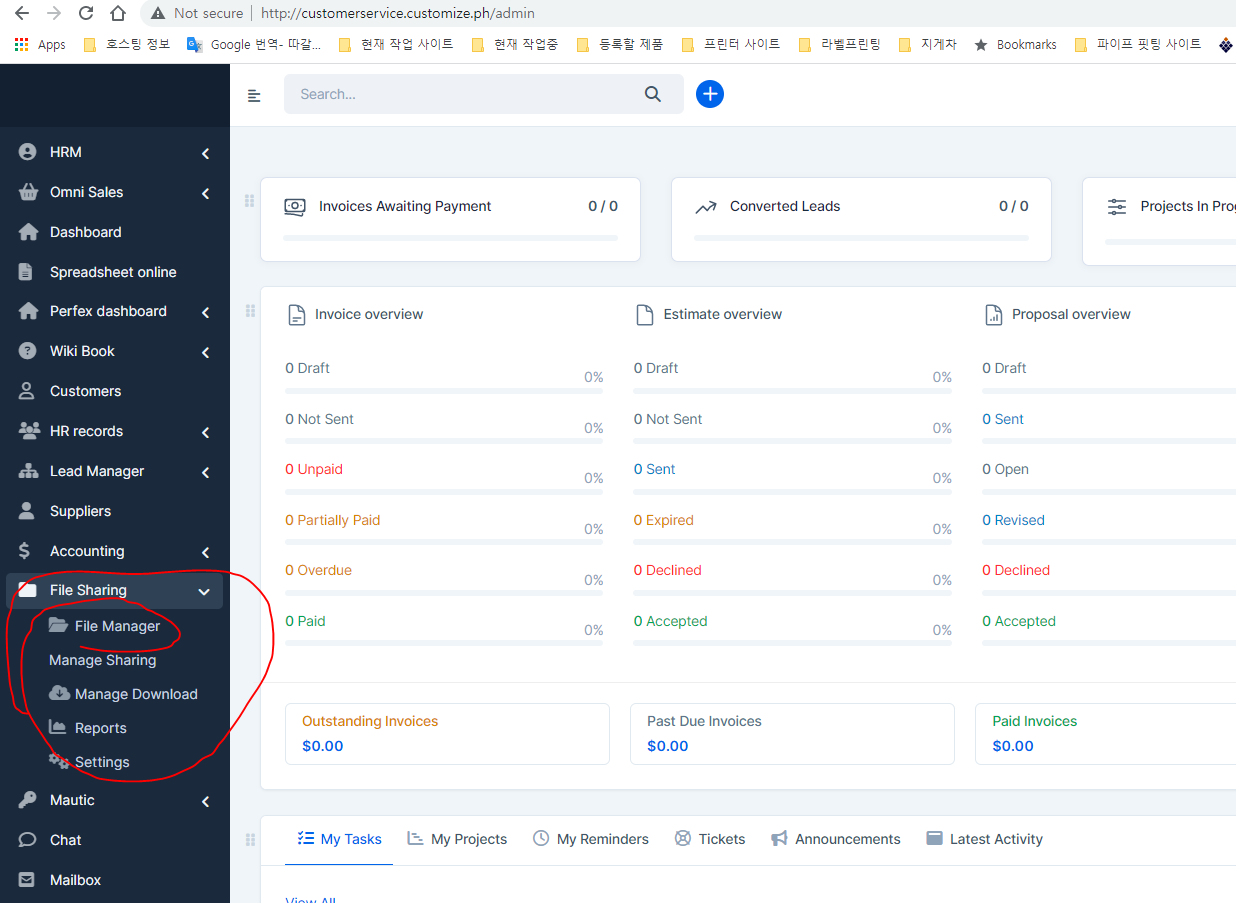 Not secure | http://customerservice.customize.ph/admin
Apps 호스팅 정보 Google 번역- 따갈... 현재 작업 사이트 현재 작업중 등록할 제품 프린터 사이트 라벨프린팅 지게차 Bookmarks 파이프 핏팅 사이트
Search...
HRM
Omni Sales
Dashboard
Spreadsheet online
Perfex dashboard
Wiki Book
Customers
HR records
Lead Manager
Suppliers
Accounting
File Sharing
File Manager
Manage Sharing
Manage Download
Reports
Settings
Mautic
Chat
Mailbox
Invoices Awaiting Payment 0 / 0
Converted Leads 0 / 0
Projects In Prog
Invoice overview
0 Draft 0%
0 Not Sent 0%
0 Unpaid 0%
0 Partially Paid 0%
0 Overdue 0%
0 Paid 0%
Estimate overview
0 Draft 0%
0 Not Sent 0%
0 Sent 0%
0 Expired 0%
0 Declined 0%
0 Accepted 0%
Proposal overview
0 Draft
0 Sent
0 Open
0 Revised
0 Declined
0 Accepted
Outstanding Invoices
$0.00
Past Due Invoices
$0.00
Paid Invoices
$0.00
My Tasks My Projects My Reminders Tickets Announcements Latest Activity
View All